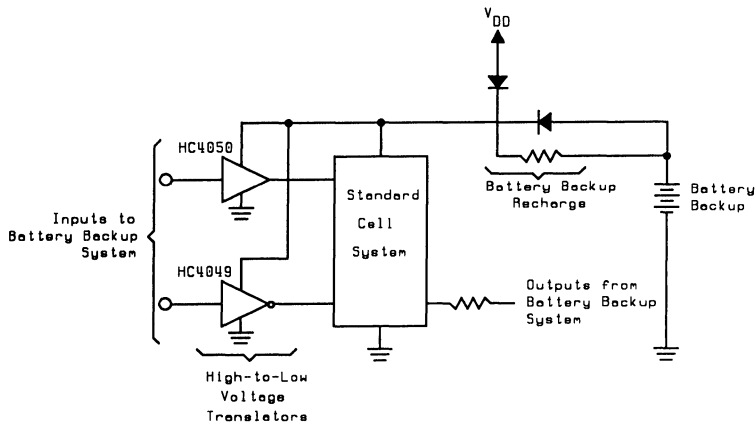 VDD
HC4050
Inputs to
Battery Backup
System
HC4049
Standard
Cell
System
Battery Backup
Recharge
Battery
Backup
Outputs from
Battery Backup
System
High-to-Low
Voltage
Translators